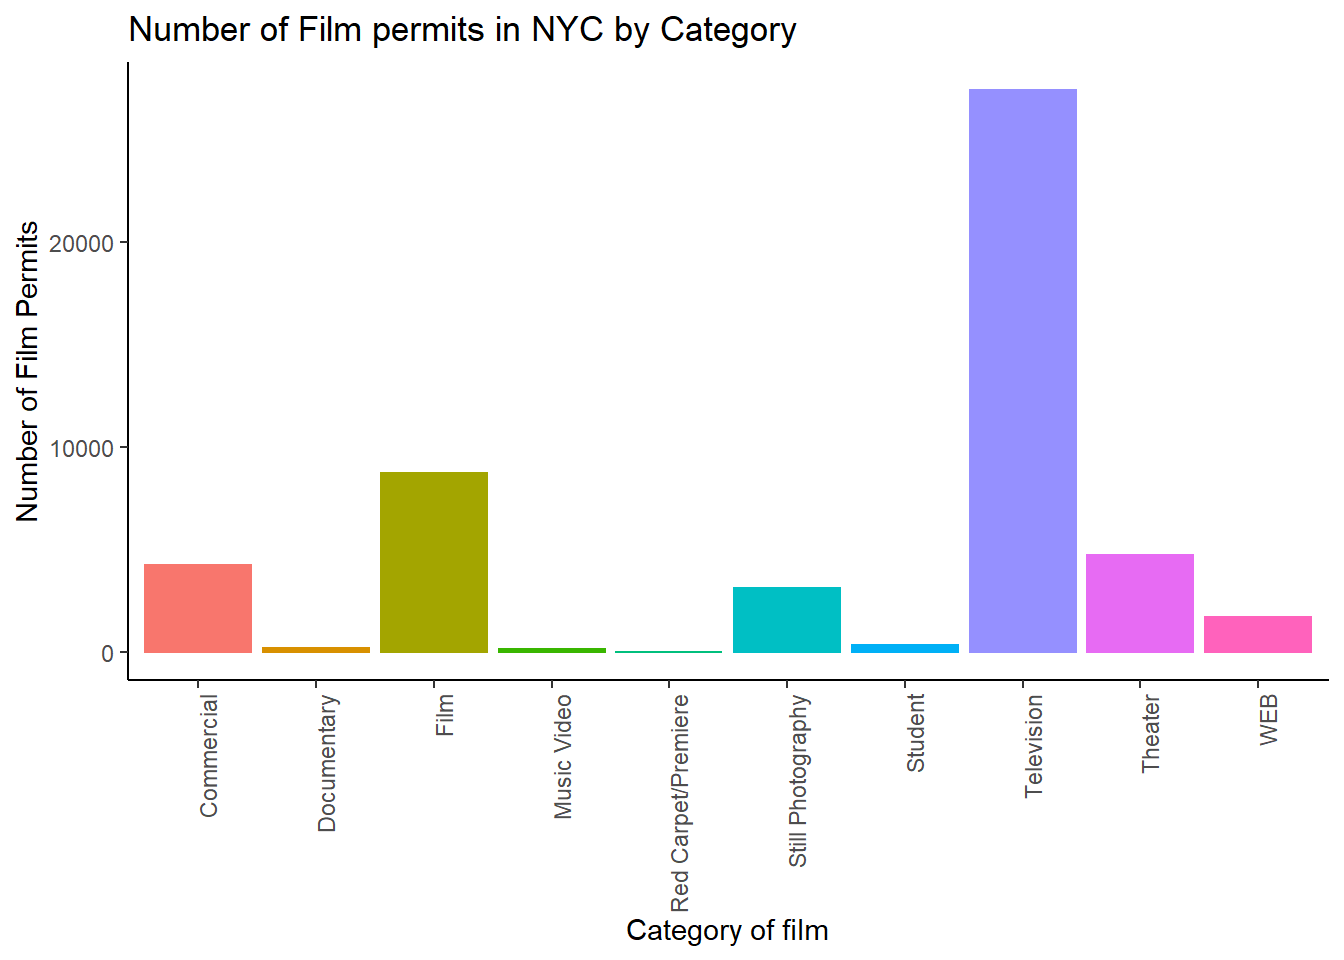 Number of Film permits in NYC by Category
Number of Film Permits
20000
10000
0
Commercial
Documentary
Film
Music Video
Red Carpet/Premiere
Still Photography
Student
Television
Theater
WEB
Category of film